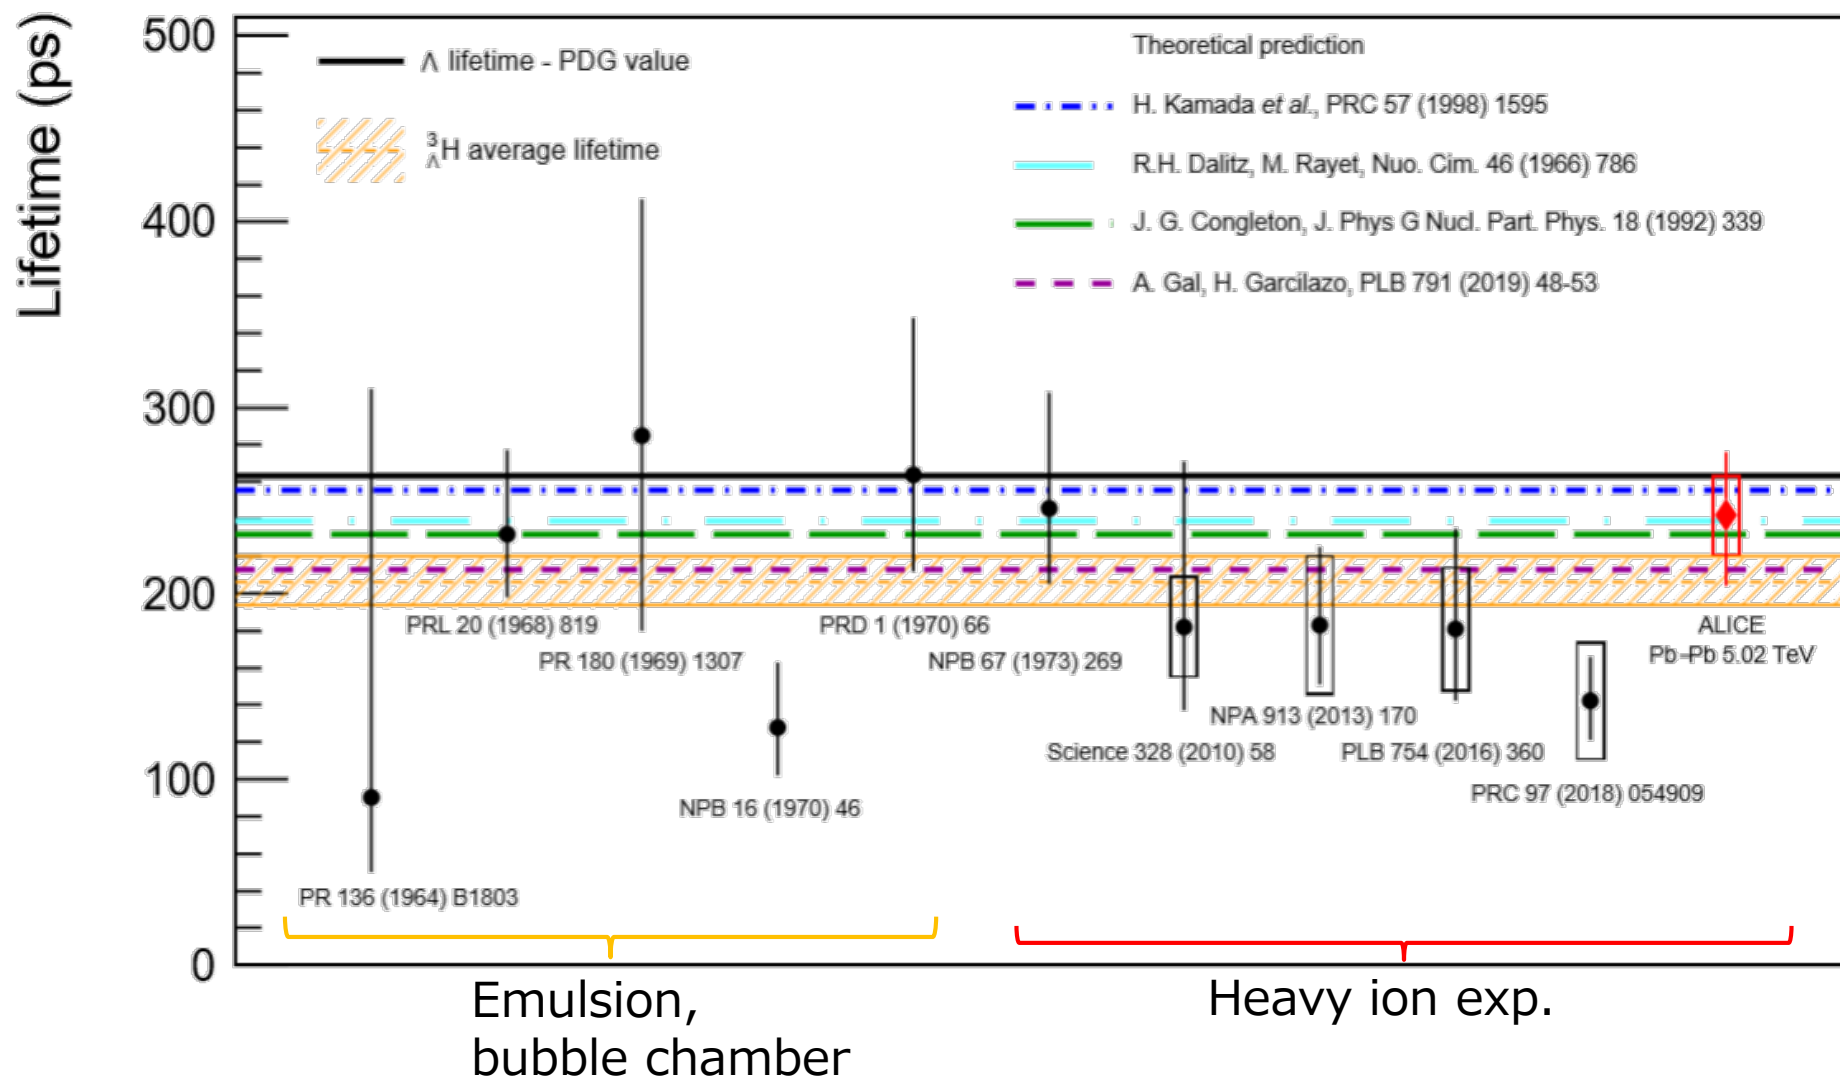 Lifetime (ps)
500
400
300
200
100
0
Λ lifetime - PDG value
³ΛH average lifetime
Theoretical prediction
H. Kamada et al., PRC 57 (1998) 1595
R.H. Dalitz, M. Rayet, Nuo. Cim. 46 (1966) 786
J. G. Congleton, J. Phys G Nucl. Part. Phys. 18 (1992) 339
A. Gal, H. Garcilazo, PLB 791 (2019) 48-53
PRL 20 (1968) 819
PRD 1 (1970) 66
ALICE
Pb-Pb 5.02 TeV
PR 180 (1969) 1307
NPB 67 (1973) 269
NPA 913 (2013) 170
Science 328 (2010) 58
PLB 754 (2016) 360
PRC 97 (2018) 054909
NPB 16 (1970) 46
PR 136 (1964) B1803
Emulsion,
bubble chamber
Heavy ion exp.